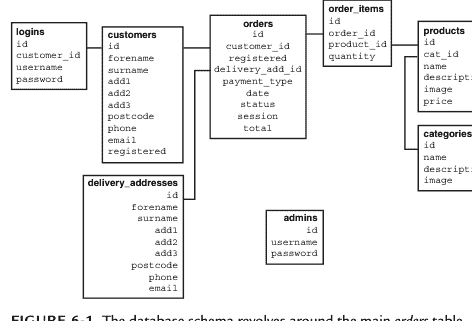 logins
id
customer_id
username
password
customers
id
forename
surname
add1
add2
add3
postcode
phone
email
registered
orders
id
customer_id
registered
delivery_add_id
payment_type
date
status
session
total
order_items
id
order_id
product_id
quantity
products
id
cat_id
name
descripti
image
price
categories
id
name
descripti
image
delivery_addresses
id
forename
surname
add1
add2
add3
postcode
phone
email
admins
id
username
password
FIGURE 6-1 The database schema revolves around the main orders table